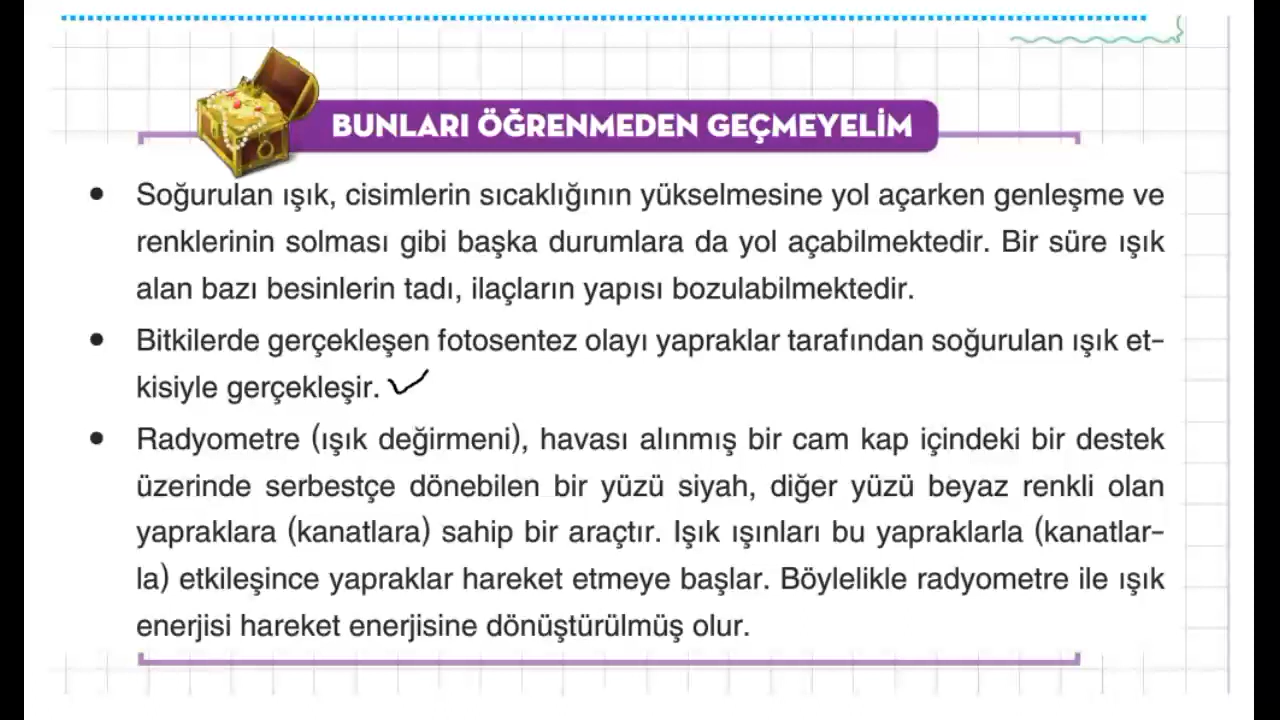 BUNLARI ÖĞRENMEDEN GEÇMEYELİM
• Soğurulan ışık, cisimlerin sıcaklığının yükselmesine yol açarken genleşme ve
renklerinin solması gibi başka durumlara da yol açabilmektedir. Bir süre ışık
alan bazı besinlerin tadı, ilaçların yapısı bozulabilmektedir.
• Bitkilerde gerçekleşen fotosentez olayı yapraklar tarafından soğurulan ışık et-
kisiyle gerçekleşir.
• Radyometre (ışık değirmeni), havası alınmış bir cam kap içindeki bir destek
üzerinde serbestçe dönebilen bir yüzü siyah, diğer yüzü beyaz renkli olan
yapraklara (kanatlara) sahip bir araçtır. Işık ışınları bu yapraklarla (kanatlar-
la) etkileşince yapraklar hareket etmeye başlar. Böylelikle radyometre ile ışık
enerjisi hareket enerjisine dönüştürülmüş olur.